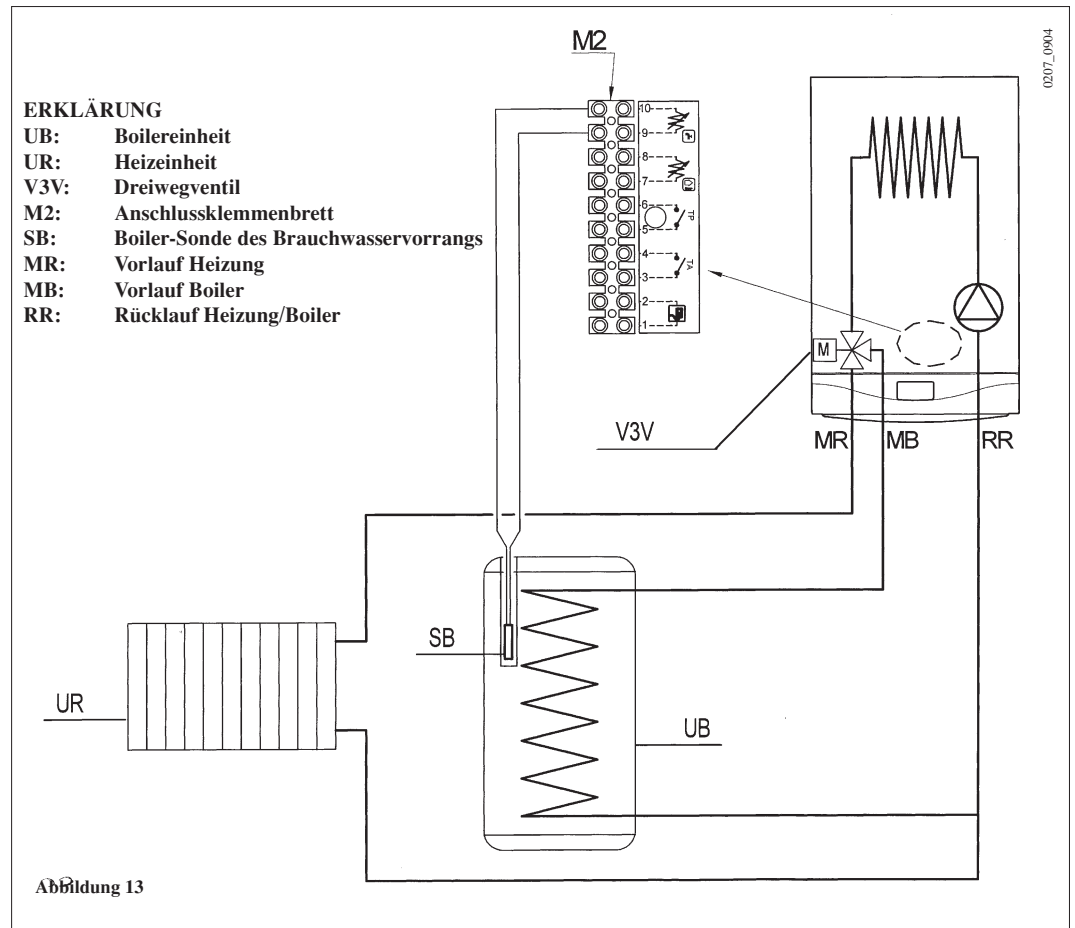 M2
0207_0904
ERKLÄRUNG
UB: Boilereinheit
UR: Heizeinheit
V3V: Dreiwegventil
M2: Anschlussklemmenbrett
SB: Boiler-Sonde des Brauchwasservorrangs
MR: Vorlauf Heizung
MB: Vorlauf Boiler
RR: Rücklauf Heizung/Boiler
10
9
8
7
6
TP
5
4
TA
3
2
1
M
V3V
MR MB RR
SB
UR
UB
Abbildung 13